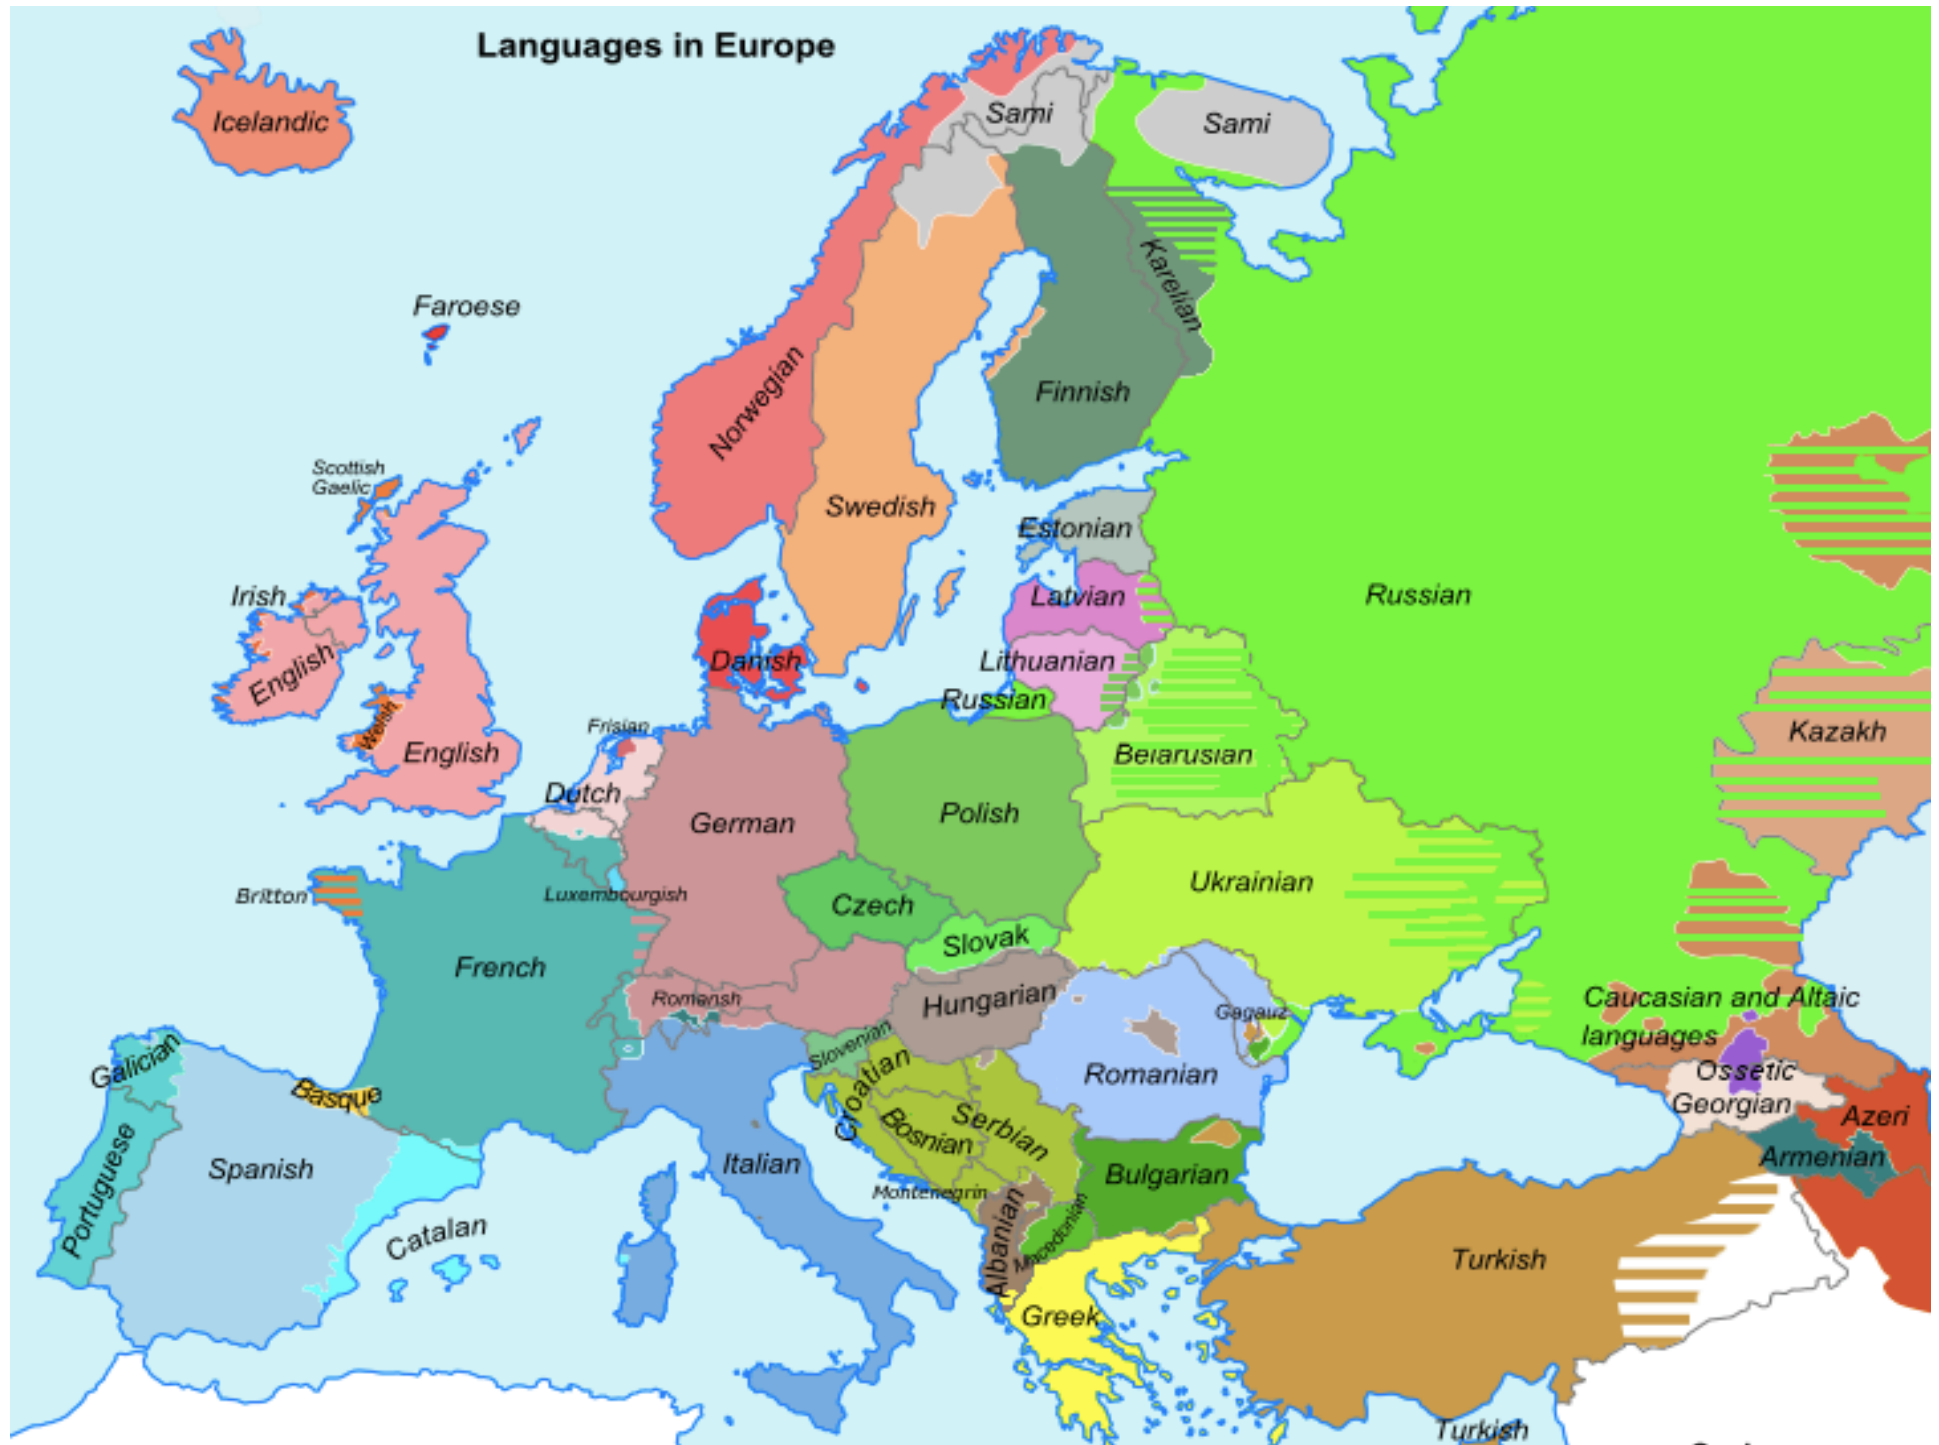 Languages in Europe
Icelandic
Sami
Sami
Faroese
Karelian
Norwegian
Finnish
Scottish
Gaelic
Swedish
Estonian
Irish
Latvian
Russian
English
Danish
Lithuanian
Russian
Welsh
Frisian
English
Kazakh
Belarusian
Dutch
German
Polish
Ukrainian
Britton
Luxembourgish
Czech
Slovak
French
Romansh
Hungarian
Caucasian and Altaic
languages
Gagauz
Galician
Slovenian
Croatian
Romanian
Ossetic
Basque
Georgian
Azeri
Bosnian
Serbian
Portuguese
Spanish
Italian
Bulgarian
Armenian
Montenegrin
Catalan
Albanian
Macedonian
Turkish
Greek
Turkish